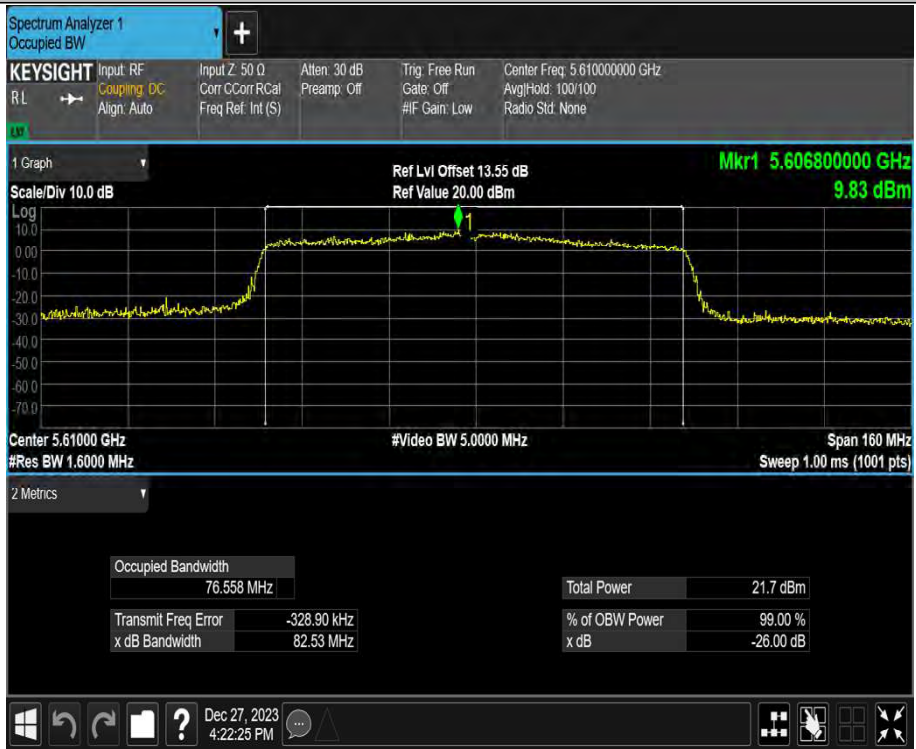 Spectrum Analyzer 1
Occupied BW
+
KEYSIGHT
RL
Input: RF
Coupling: DC
Align: Auto
Input Z: 50 Ω
Corr CCorr RCal
Freq Ref: Int (S)
Atten: 30 dB
Preamp: Off
Trig: Free Run
Gate: Off
#IF Gain: Low
Center Freq: 5.610000000 GHz
Avg|Hold: 100/100
Radio Std: None
1 Graph
Scale/Div 10.0 dB
Ref Lvl Offset 13.55 dB
Ref Value 20.00 dBm
Mkr1 5.606800000 GHz
9.83 dBm
Log
10.0
0.00
-10.0
-20.0
-30.0
-40.0
-50.0
-60.0
-70.0
1
Center 5.61000 GHz
#Video BW 5.0000 MHz
Span 160 MHz
#Res BW 1.6000 MHz
Sweep 1.00 ms (1001 pts)
2 Metrics
Occupied Bandwidth
76.558 MHz
Total Power 21.7 dBm
Transmit Freq Error -328.90 kHz
% of OBW Power 99.00 %
x dB Bandwidth 82.53 MHz
x dB -26.00 dB
?
Dec 27, 2023
4:22:25 PM